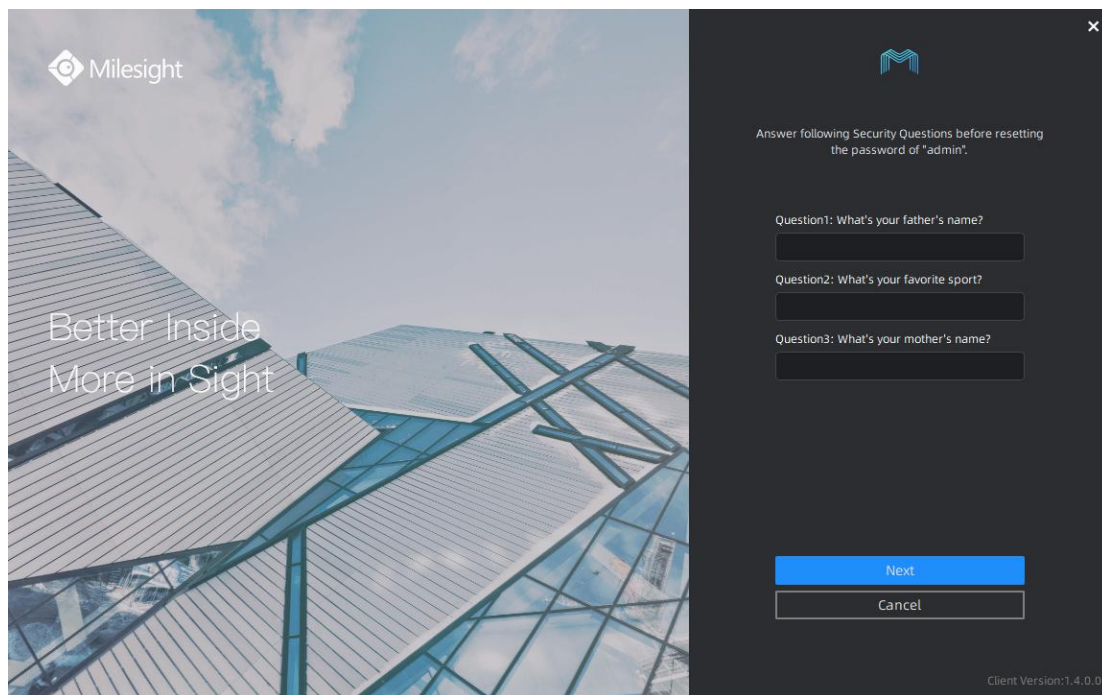 Milesight
Better Inside
More in Sight
Answer following Security Questions before resetting
the password of "admin".
Question1: What's your father's name?
Question2: What's your favorite sport?
Question3: What's your mother's name?
Next
Cancel
Client Version:1.4.0.0